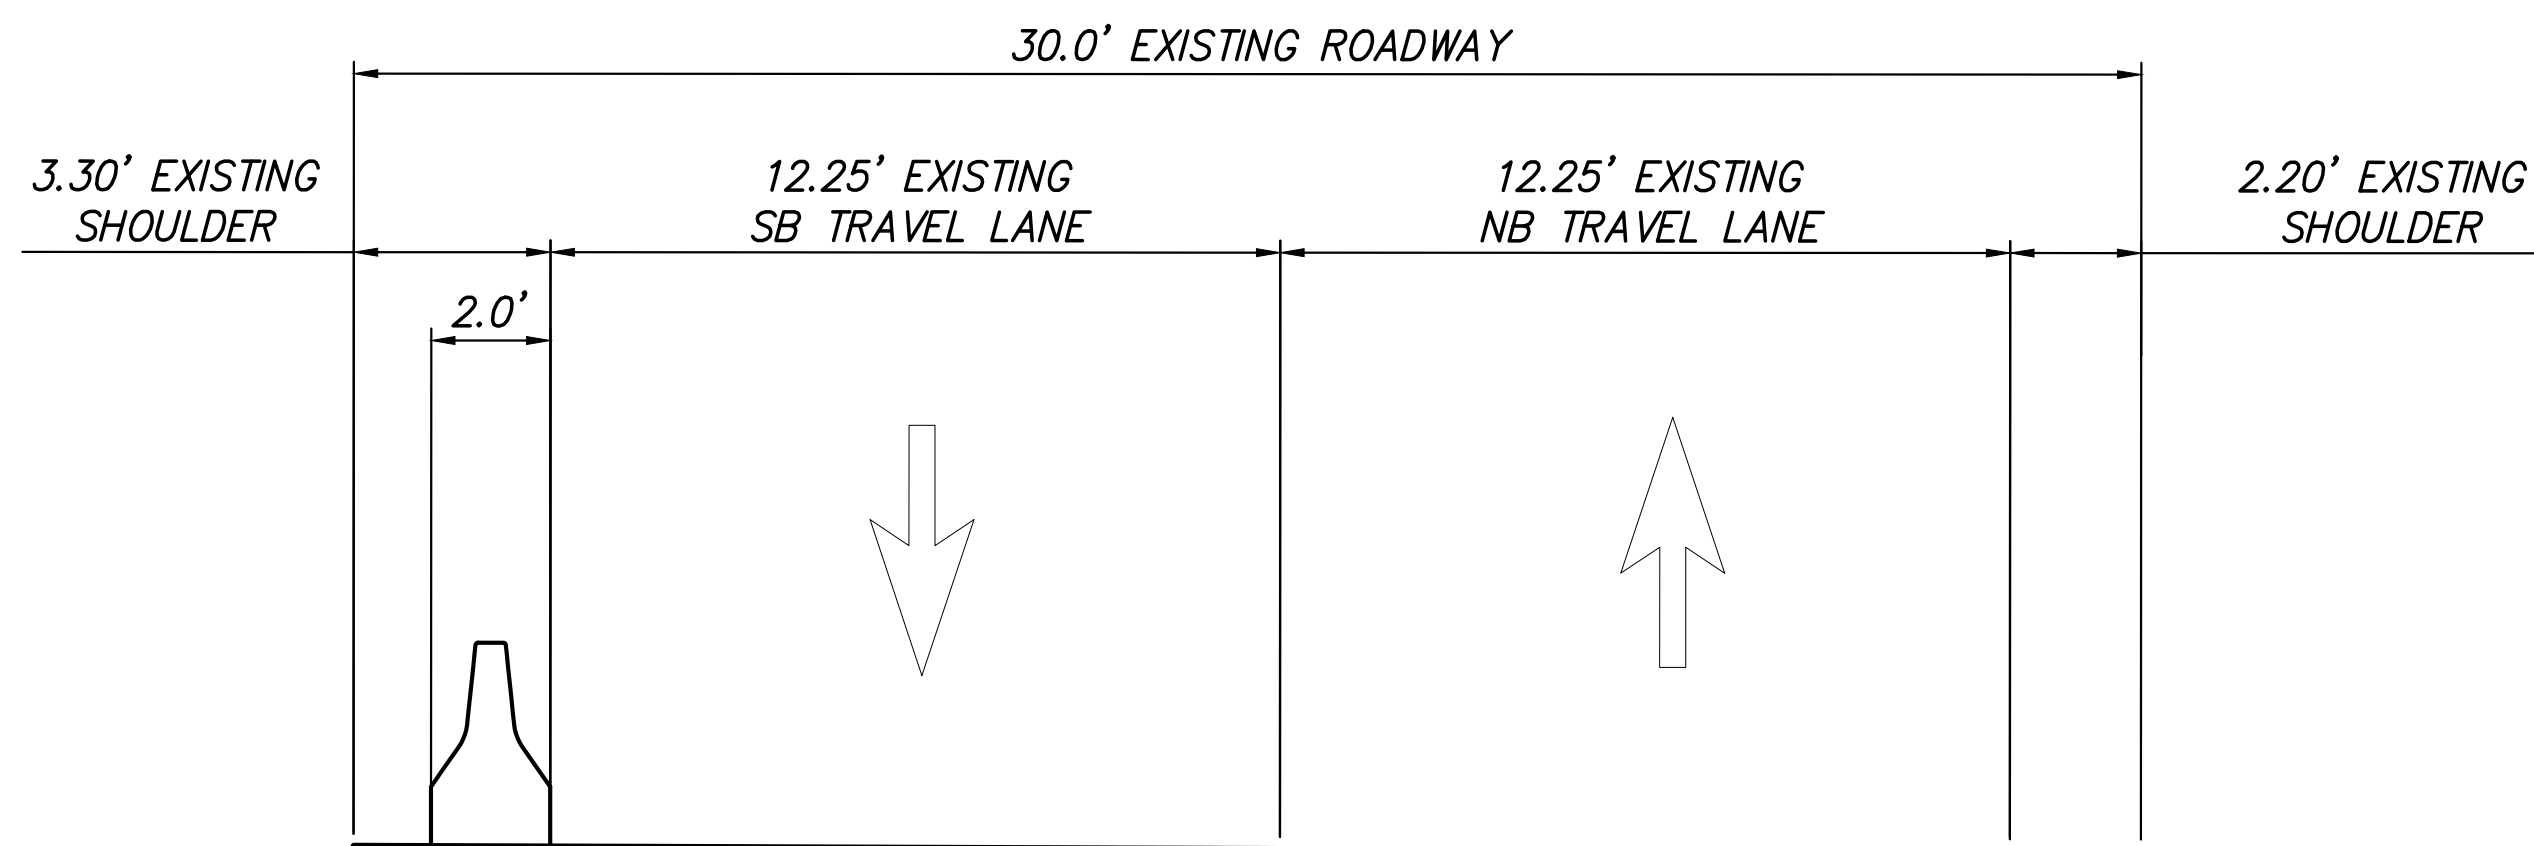 30.0' EXISTING ROADWAY
3.30' EXISTING
SHOULDER
12.25' EXISTING
SB TRAVEL LANE
12.25' EXISTING
NB TRAVEL LANE
2.20' EXISTING
SHOULDER
2.0'